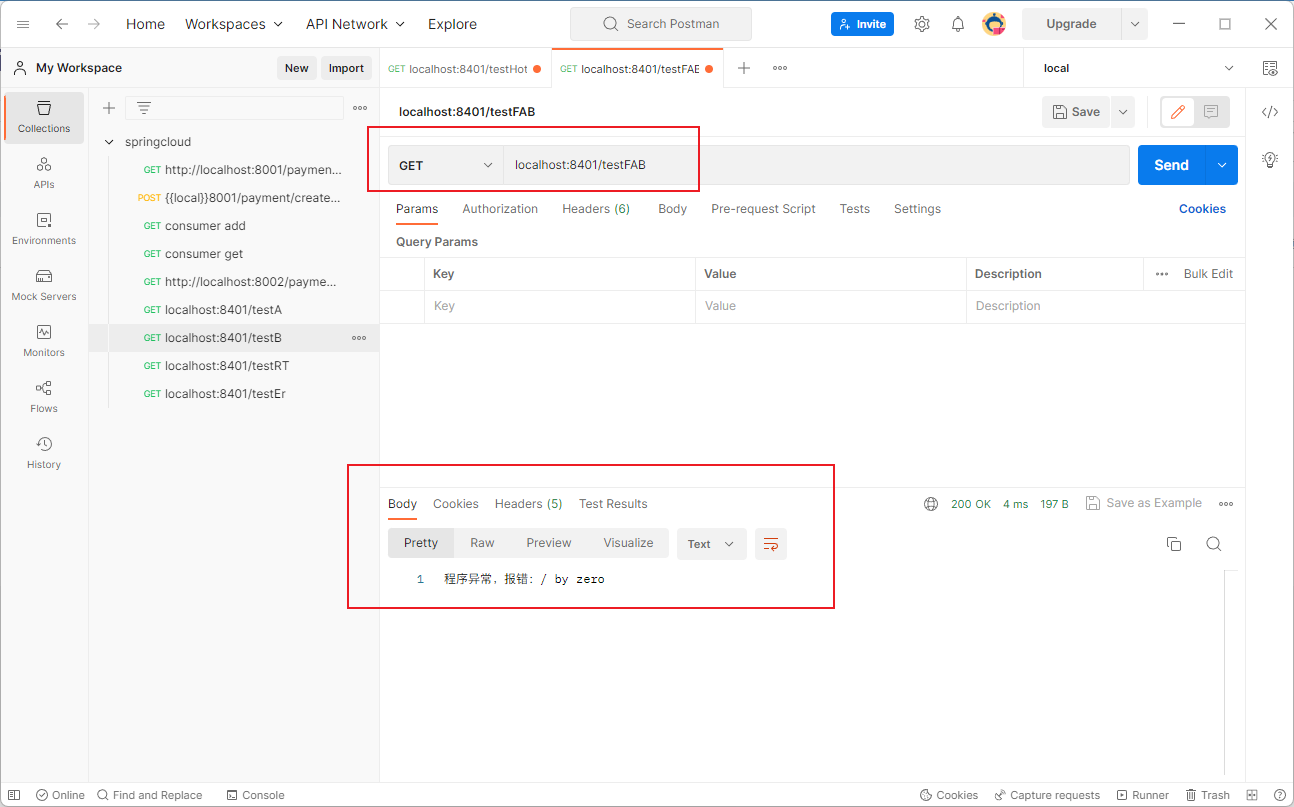 Home Workspaces API Network Explore Search Postman Invite Upgrade
My Workspace New Import GET localhost:8401/testHot GET localhost:8401/testFAB local
Collections
APIs
Environments
Mock Servers
Monitors
Flows
History
springcloud
GET http://localhost:8001/paymen...
POST {{local}}8001/payment/create...
GET consumer add
GET consumer get
GET http://localhost:8002/payme...
GET localhost:8401/testA
GET localhost:8401/testB
GET localhost:8401/testRT
GET localhost:8401/testEr
localhost:8401/testFAB Save
GET localhost:8401/testFAB Send
Params Authorization Headers (6) Body Pre-request Script Tests Settings Cookies
Query Params
Key Value Description Bulk Edit
Key Value Description
Body Cookies Headers (5) Test Results 200 OK 4 ms 197 B Save as Example
Pretty Raw Preview Visualize Text
1 程序异常，报错：/ by zero
Online Find and Replace Console Cookies Capture requests Runner Trash